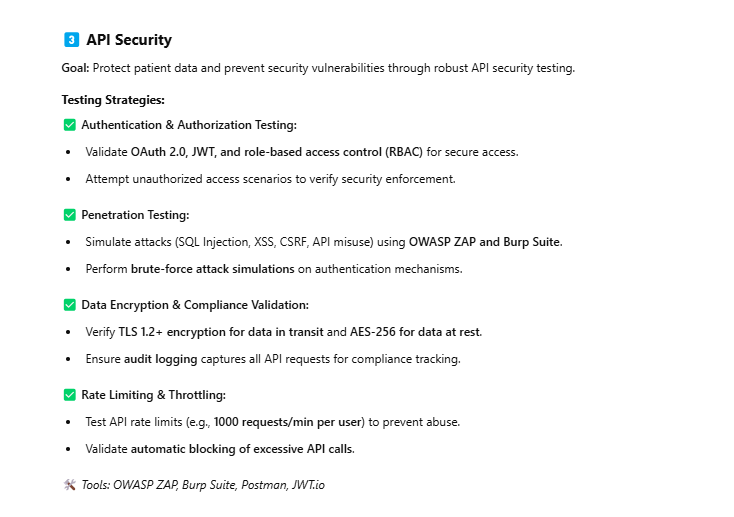 3 API Security
Goal: Protect patient data and prevent security vulnerabilities through robust API security testing.
Testing Strategies:
✅ Authentication & Authorization Testing:
• Validate OAuth 2.0, JWT, and role-based access control (RBAC) for secure access.
• Attempt unauthorized access scenarios to verify security enforcement.
✅ Penetration Testing:
• Simulate attacks (SQL Injection, XSS, CSRF, API misuse) using OWASP ZAP and Burp Suite.
• Perform brute-force attack simulations on authentication mechanisms.
✅ Data Encryption & Compliance Validation:
• Verify TLS 1.2+ encryption for data in transit and AES-256 for data at rest.
• Ensure audit logging captures all API requests for compliance tracking.
✅ Rate Limiting & Throttling:
• Test API rate limits (e.g., 1000 requests/min per user) to prevent abuse.
• Validate automatic blocking of excessive API calls.
🛠 Tools: OWASP ZAP, Burp Suite, Postman, JWT.io